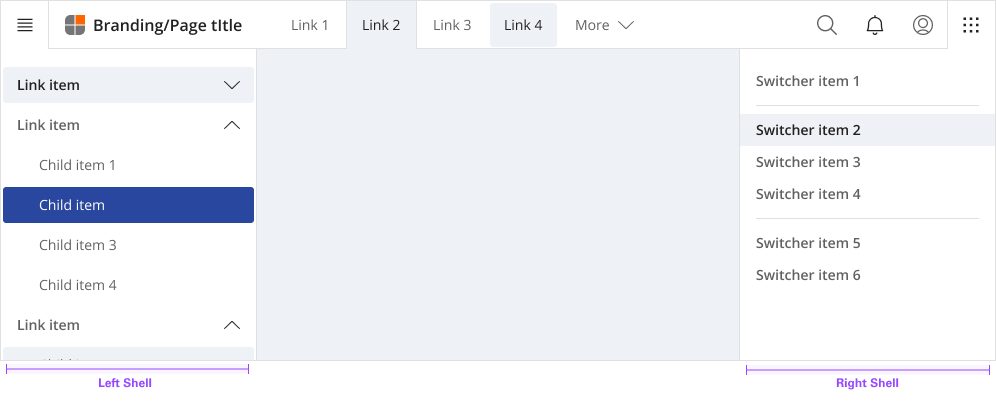 Branding/Page tItle
Link 1
Link 2
Link 3
Link 4
More
Link item
Link item
Child item 1
Child item
Child item 3
Child item 4
Link item
Switcher item 1
Switcher item 2
Switcher item 3
Switcher item 4
Switcher item 5
Switcher item 6
Left Shell
Right Shell